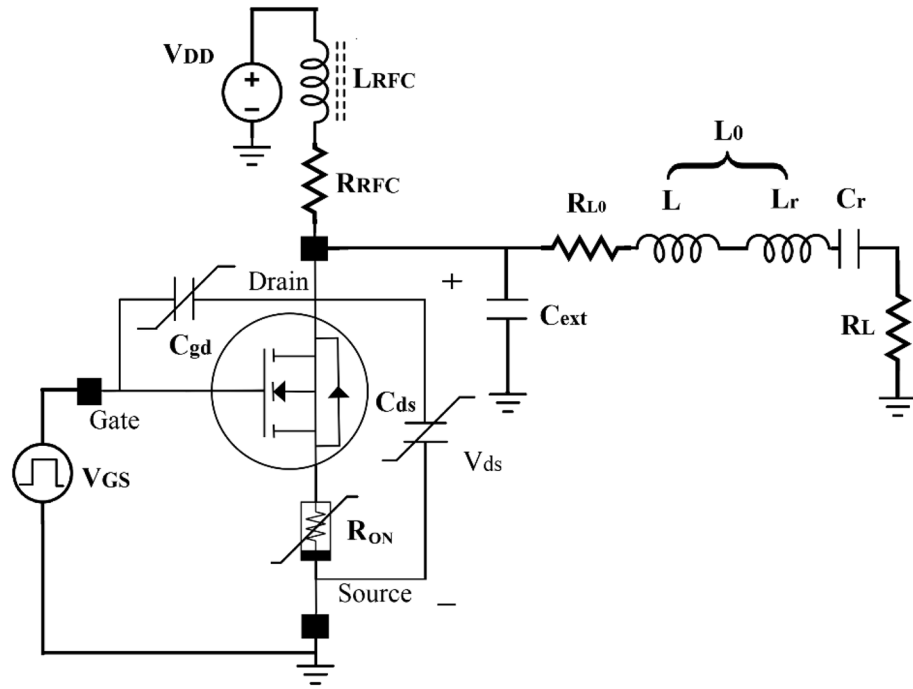 VDD
LRFC
RRFC
L0
RL0
L
Lr
Cr
Drain
+
Cext
RL
Cgd
Gate
Cds
Vds
VGS
RON
Source
−